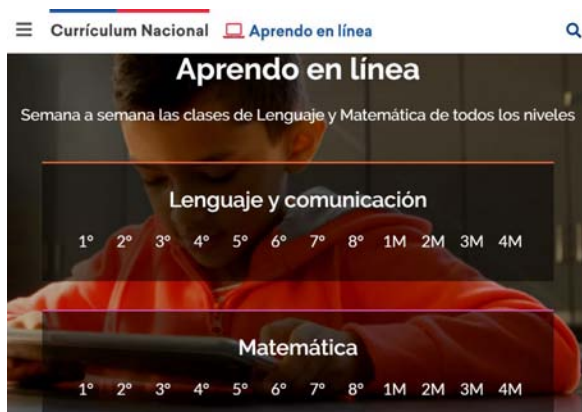 Currículum Nacional Aprendo en línea
Aprendo en línea
Semana a semana las clases de Lenguaje y Matemática de todos los niveles
Lenguaje y comunicación
1° 2° 3° 4° 5° 6° 7° 8° 1M 2M 3M 4M
Matemática
1° 2° 3° 4° 5° 6° 7° 8° 1M 2M 3M 4M